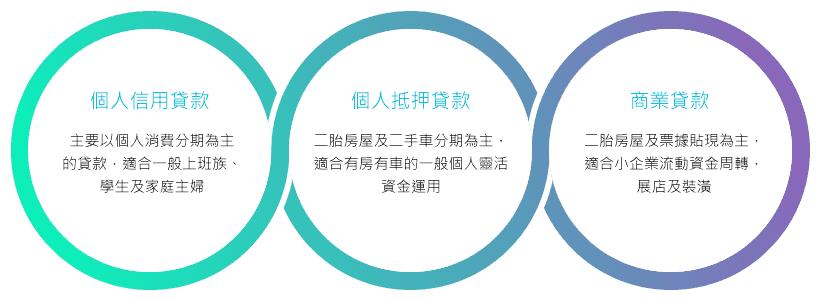 個人信用貸款
主要以個人消費分期為主
的貸款，適合一般上班族、
學生及家庭主婦
個人抵押貸款
二胎房屋及二手車分期為主，
適合有房有車的一般個人靈活
資金運用
商業貸款
二胎房屋及票據貼現為主，
適合小企業流動資金周轉，
展店及裝潢